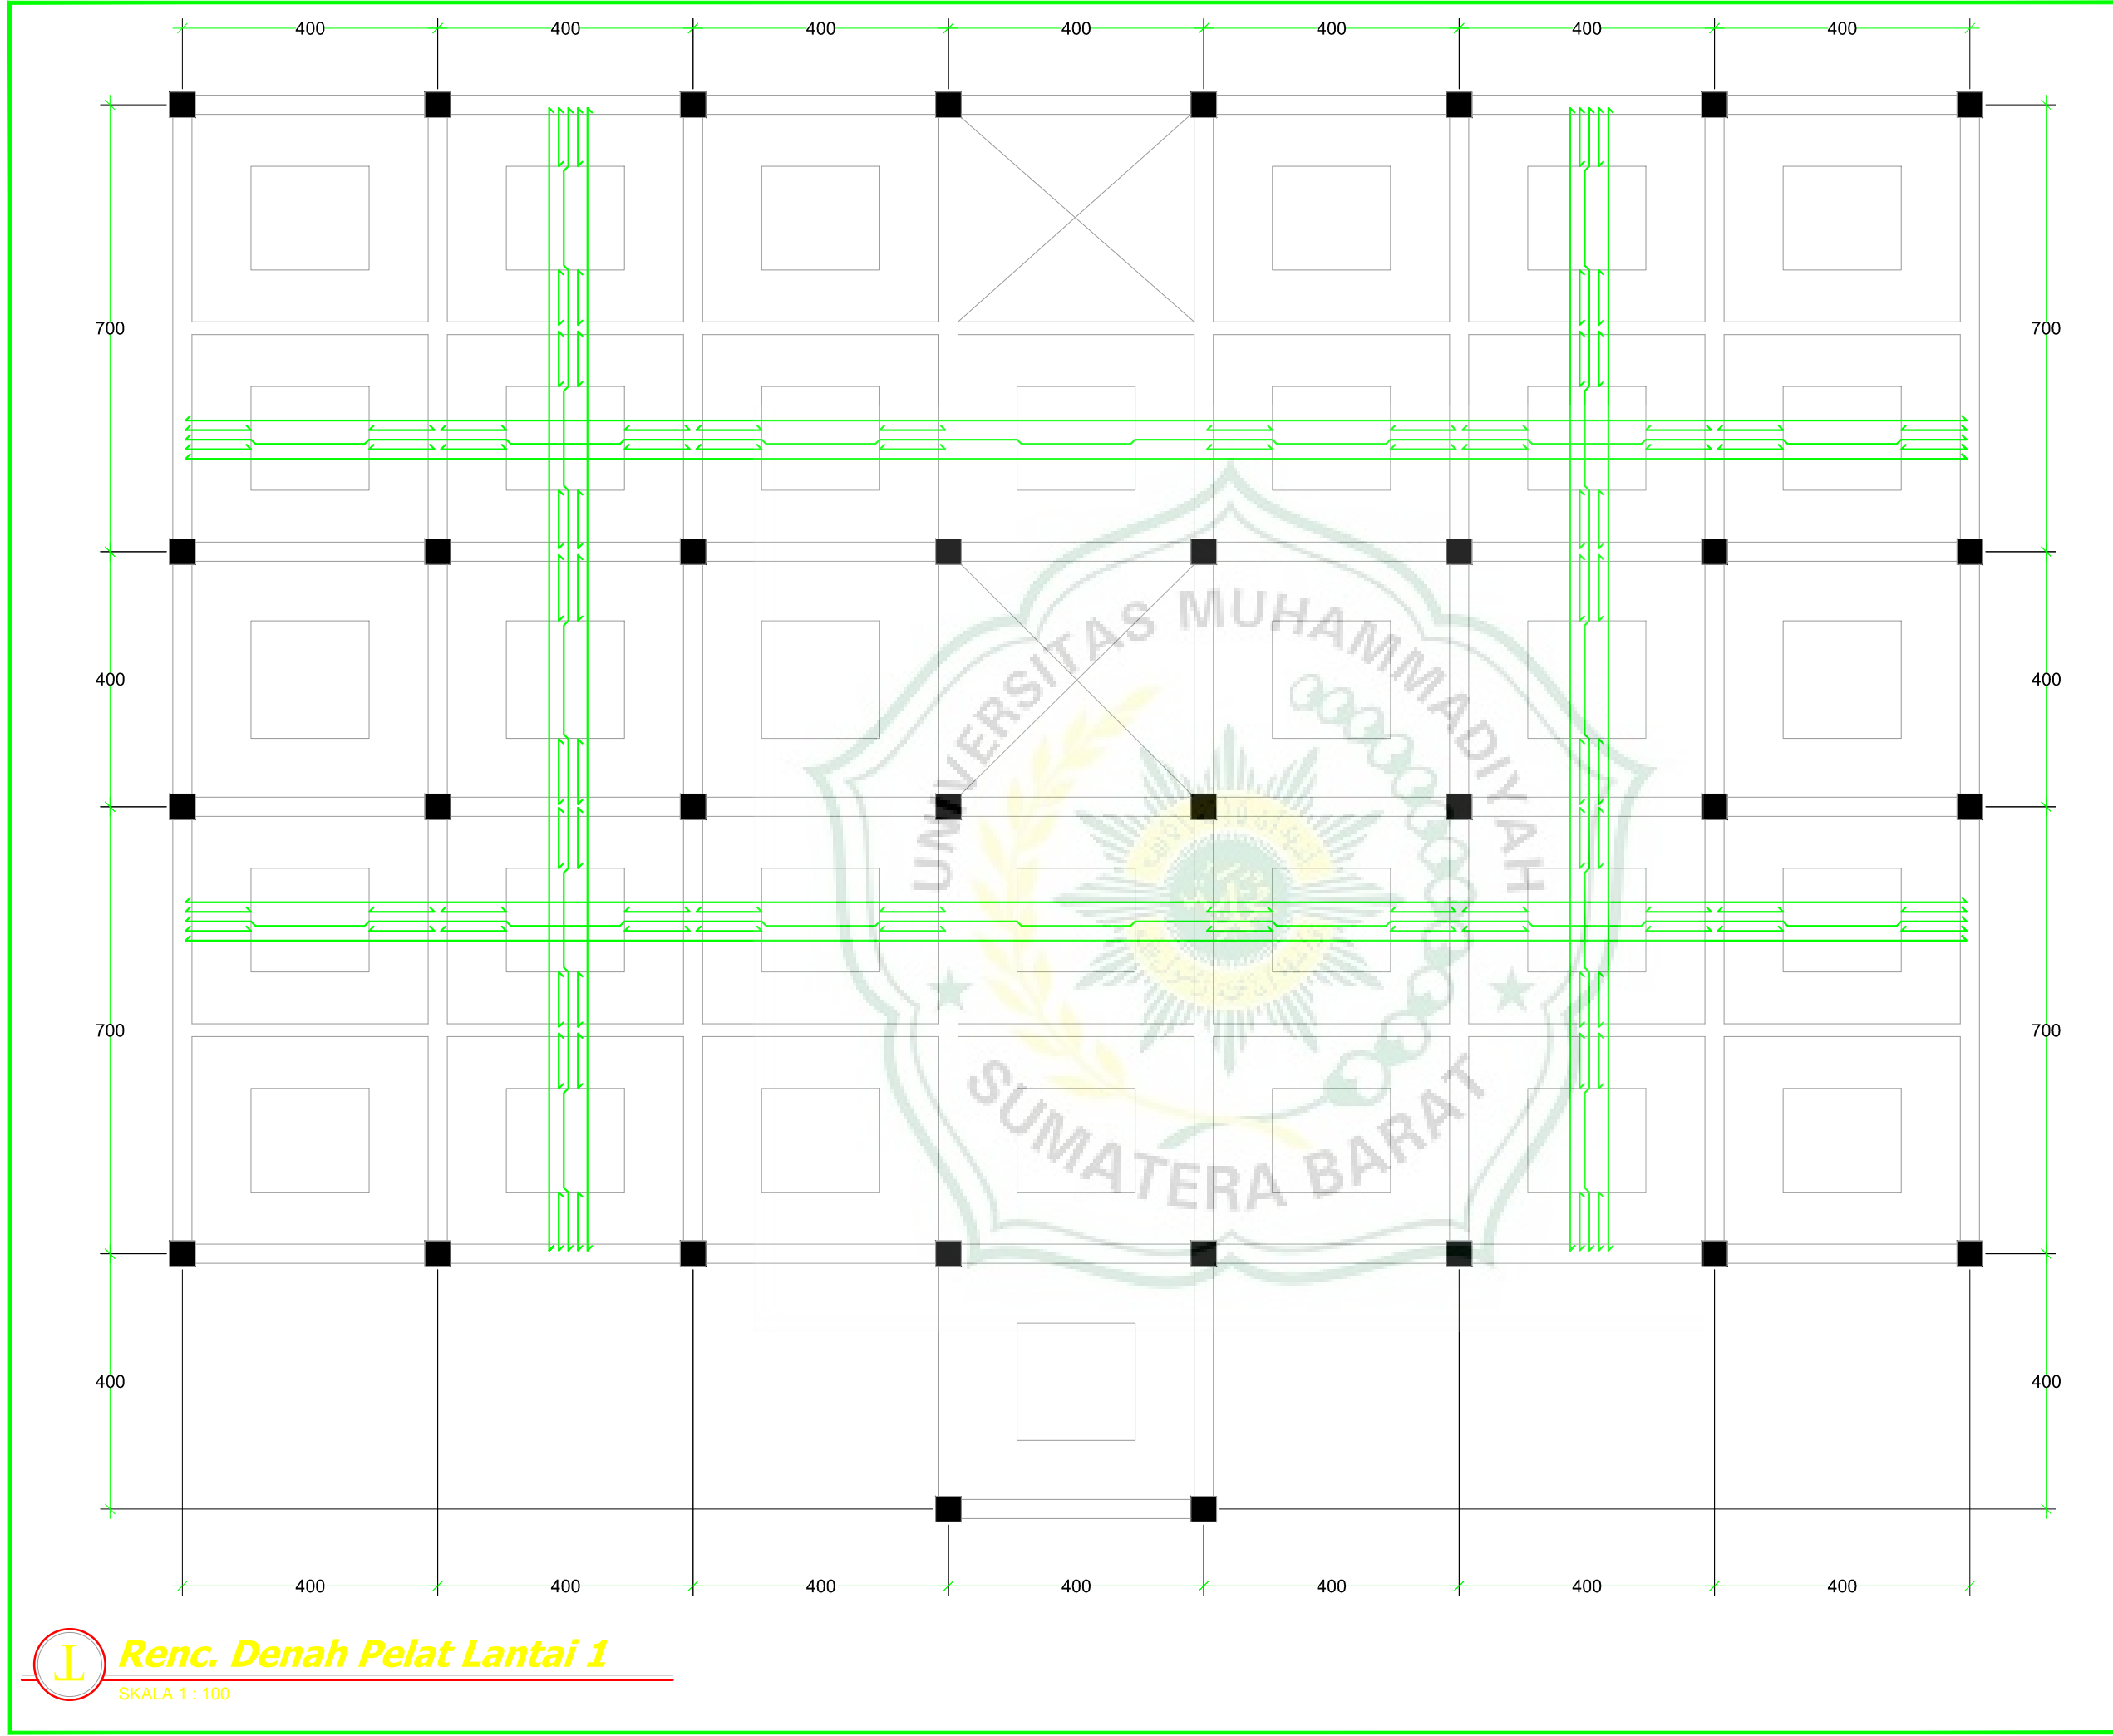 400 400 400 400 400 400 400
700 700
400 400
UNIVERSITAS MUHAMMADIYAH
SUMATERA BARAT
700 700
400 400
400 400 400 400 400 400 400
Renc. Denah Pelat Lantai 1
SKALA 1 : 100